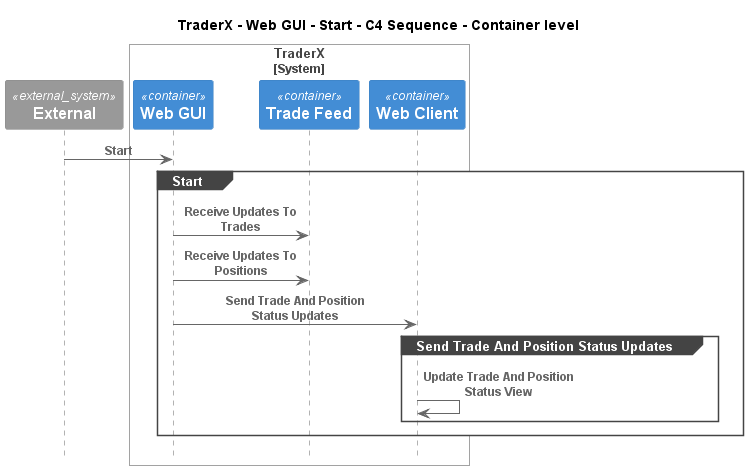 TraderX - Web GUI - Start - C4 Sequence - Container level
TraderX
[System]
«external_system»
External
«container»
Web GUI
«container»
Trade Feed
«container»
Web Client
Start
Start
Receive Updates To
Trades
Receive Updates To
Positions
Send Trade And Position
Status Updates
Send Trade And Position Status Updates
Update Trade And Position
Status View